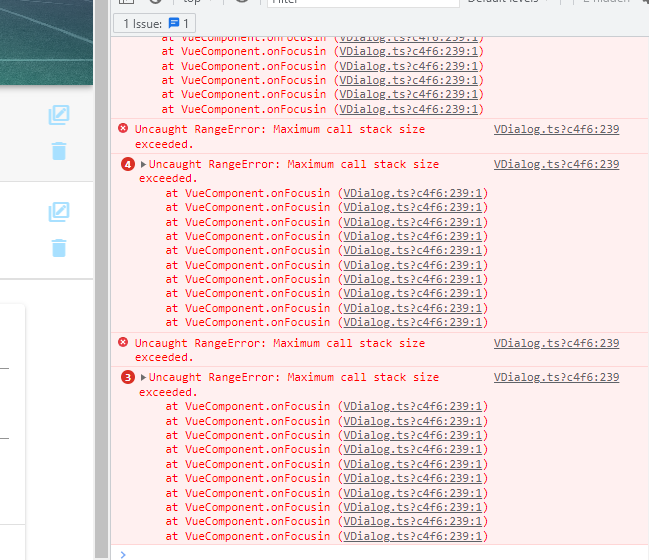 top
Filter
Default levels
2 hidden
1 Issue: 1
at VueComponent.onFocusin (VDialog.ts?c4f6:239:1)
at VueComponent.onFocusin (VDialog.ts?c4f6:239:1)
at VueComponent.onFocusin (VDialog.ts?c4f6:239:1)
at VueComponent.onFocusin (VDialog.ts?c4f6:239:1)
at VueComponent.onFocusin (VDialog.ts?c4f6:239:1)
at VueComponent.onFocusin (VDialog.ts?c4f6:239:1)
Uncaught RangeError: Maximum call stack size VDialog.ts?c4f6:239
exceeded.
4 Uncaught RangeError: Maximum call stack size VDialog.ts?c4f6:239
exceeded.
at VueComponent.onFocusin (VDialog.ts?c4f6:239:1)
at VueComponent.onFocusin (VDialog.ts?c4f6:239:1)
at VueComponent.onFocusin (VDialog.ts?c4f6:239:1)
at VueComponent.onFocusin (VDialog.ts?c4f6:239:1)
at VueComponent.onFocusin (VDialog.ts?c4f6:239:1)
at VueComponent.onFocusin (VDialog.ts?c4f6:239:1)
at VueComponent.onFocusin (VDialog.ts?c4f6:239:1)
at VueComponent.onFocusin (VDialog.ts?c4f6:239:1)
at VueComponent.onFocusin (VDialog.ts?c4f6:239:1)
at VueComponent.onFocusin (VDialog.ts?c4f6:239:1)
Uncaught RangeError: Maximum call stack size VDialog.ts?c4f6:239
exceeded.
3 Uncaught RangeError: Maximum call stack size VDialog.ts?c4f6:239
exceeded.
at VueComponent.onFocusin (VDialog.ts?c4f6:239:1)
at VueComponent.onFocusin (VDialog.ts?c4f6:239:1)
at VueComponent.onFocusin (VDialog.ts?c4f6:239:1)
at VueComponent.onFocusin (VDialog.ts?c4f6:239:1)
at VueComponent.onFocusin (VDialog.ts?c4f6:239:1)
at VueComponent.onFocusin (VDialog.ts?c4f6:239:1)
at VueComponent.onFocusin (VDialog.ts?c4f6:239:1)
at VueComponent.onFocusin (VDialog.ts?c4f6:239:1)
at VueComponent.onFocusin (VDialog.ts?c4f6:239:1)
at VueComponent.onFocusin (VDialog.ts?c4f6:239:1)